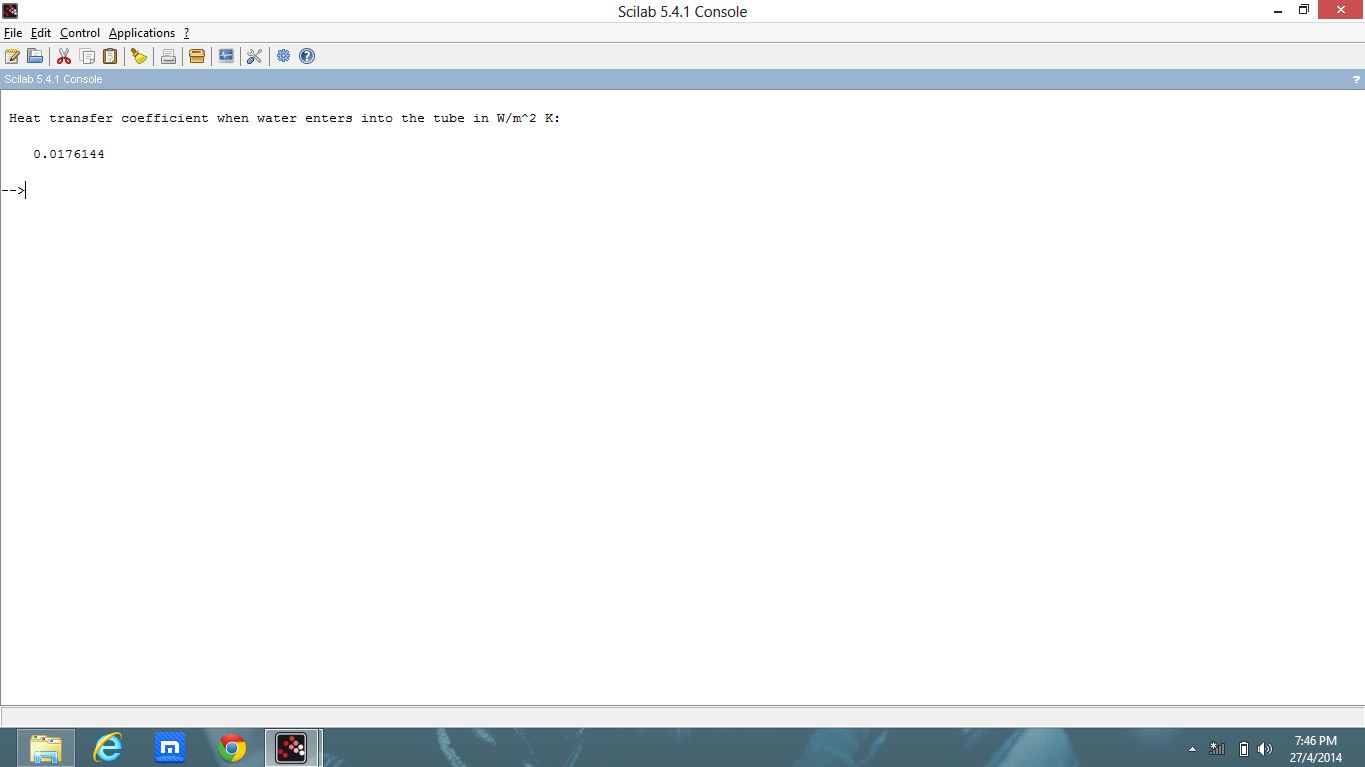 Scilab 5.4.1 Console
File Edit Control Applications ?
Scilab 5.4.1 Console ?
Heat transfer coefficient when water enters into the tube in W/m^2 K:
0.0176144
-->
7:46 PM
27/4/2014